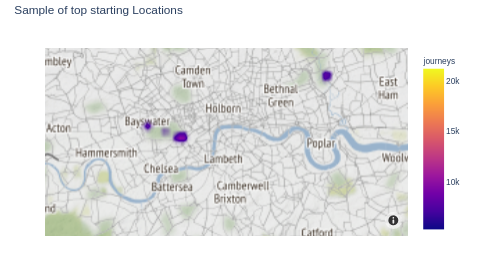 Sample of top starting Locations
journeys
20k
15k
10k
mbley
Camden
Town
Bethnal
Green
East
Ham
Holborn
Bayswater
Acton
Poplar
Hammersmith
Lambeth
Woolw
Chelsea
Battersea
Camberwell
Brixton
nd
Catford